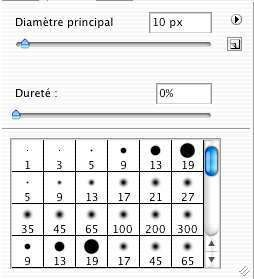 Diamètre principal 10 px
Dureté : 0%
1 3 5 9 13 19
5 9 13 17 21 27
35 45 65 100 200 300
9 13 19 17 45 65